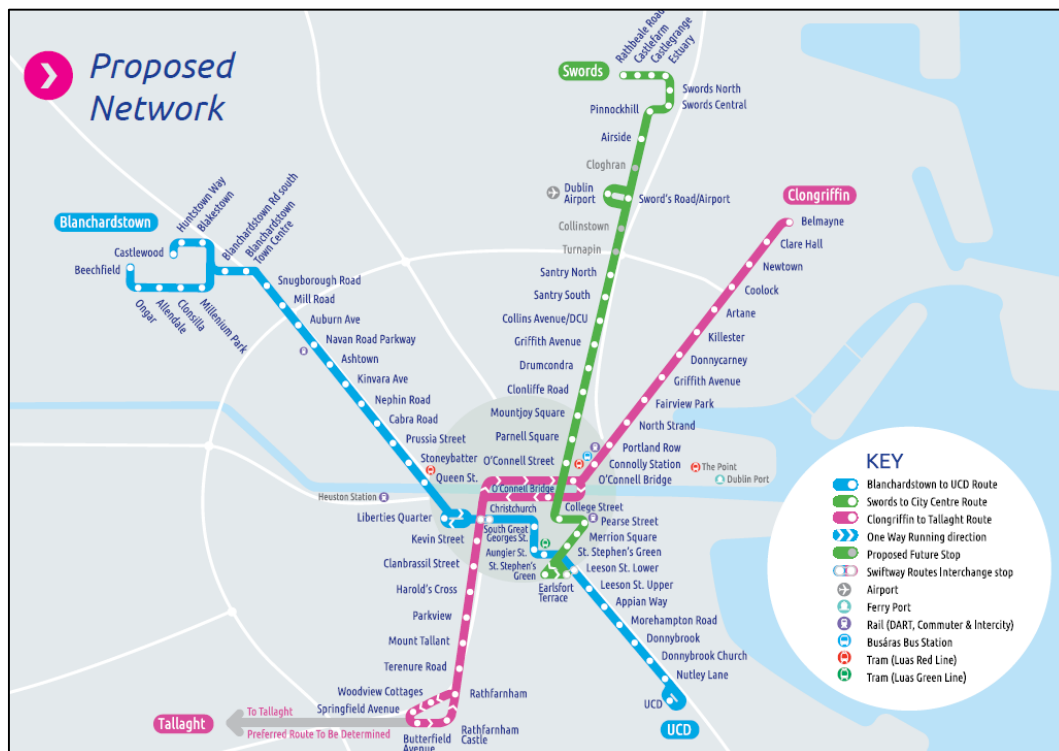 Proposed
Network
Swords
Rathbeale Road
Castlefarm
Castlegrange
Estuary
Swords North
Swords Central
Pinnockhill
Airside
Cloghran
Dublin
Airport
Sword's Road/Airport
Collinstown
Turnapin
Santry North
Santry South
Collins Avenue/DCU
Griffith Avenue
Drumcondra
Clonliffe Road
Mountjoy Square
Parnell Square
O'Connell Street
Clongriffin
Belmayne
Clare Hall
Newtown
Coolock
Artane
Killester
Donnycarney
Griffith Avenue
Fairview Park
North Strand
Portland Row
Connolly Station
O'Connell Bridge
The Point
Dublin Port
Blanchardstown
Huntstown Way
Blakestown
Blanchardstown Rd south
Blanchardstown
Town Centre
Castlewood
Beechfield
Ongar
Allendale
Clonsilla
Millenium Park
Snugborough Road
Mill Road
Auburn Ave
Navan Road Parkway
Ashtown
Kinvara Ave
Nephin Road
Cabra Road
Prussia Street
Stoneybatter
Queen St.
Heuston Station
O'Connell Bridge
Liberties Quarter
Christchurch
College Street
Kevin Street
South Great
Georges St.
Pearse Street
Merrion Square
Aungier St.
St. Stephen's Green
Clanbrassil Street
St. Stephen's
Green
Earlsfort
Terrace
Leeson St. Lower
Leeson St. Upper
Harold's Cross
Appian Way
Parkview
Morehampton Road
Mount Tallant
Donnybrook
Donnybrook Church
Terenure Road
Nutley Lane
Woodview Cottages
Rathfarnham
Springfield Avenue
UCD
UCD
Tallaght
To Tallaght
Preferred Route To Be Determined
Butterfield
Avenue
Rathfarnham
Castle
KEY
Blanchardstown to UCD Route
Swords to City Centre Route
Clongriffin to Tallaght Route
One Way Running direction
Proposed Future Stop
Swiftway Routes Interchange stop
Airport
Ferry Port
Rail (DART, Commuter & Intercity)
Busáras Bus Station
Tram (Luas Red Line)
Tram (Luas Green Line)